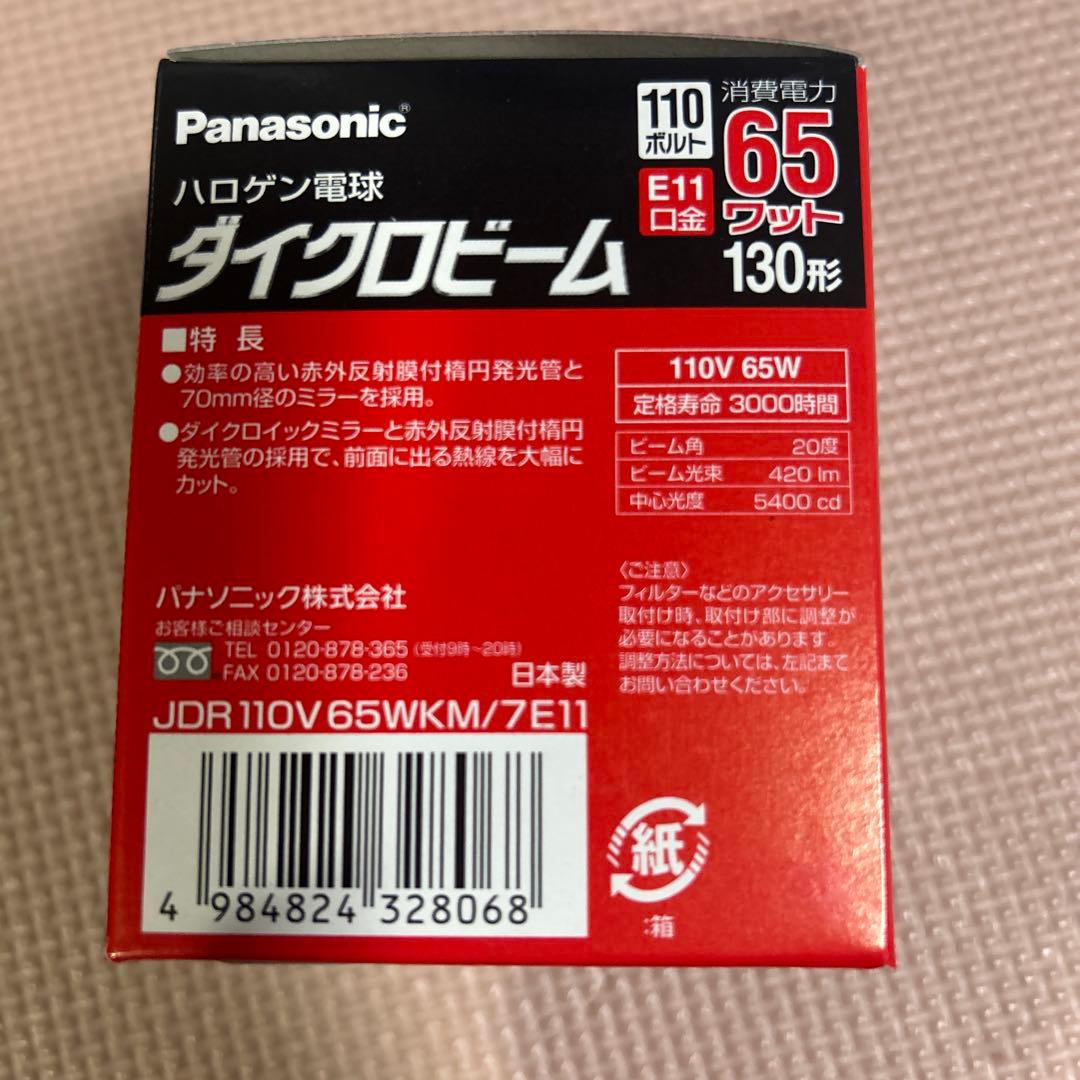 Panasonic®
ハロゲン電球
ダイクロビーム
110
ボルト
E11
口金
消費電力
65
ワット
130形
■特 長
●効率の高い赤外反射膜付楕円発光管と
70mm径のミラーを採用。
●ダイクロイックミラーと赤外反射膜付楕円
発光管の採用で、前面に出る熱線を大幅に
カット。
110V 65W
定格寿命 3000時間
ビーム角 20度
ビーム光束 420 lm
中心光度 5400 cd
〈ご注意〉
フィルターなどのアクセサリー
取付け時、取付け部に調整が
必要になることがあります。
調整方法については、左記まで
お問い合わせください。
パナソニック株式会社
お客様ご相談センター
TEL 0120-878-365（受付9時～20時）
FAX 0120-878-236
日本製
JDR110V65WKM/7E11
4 984824 328068
紙
:箱